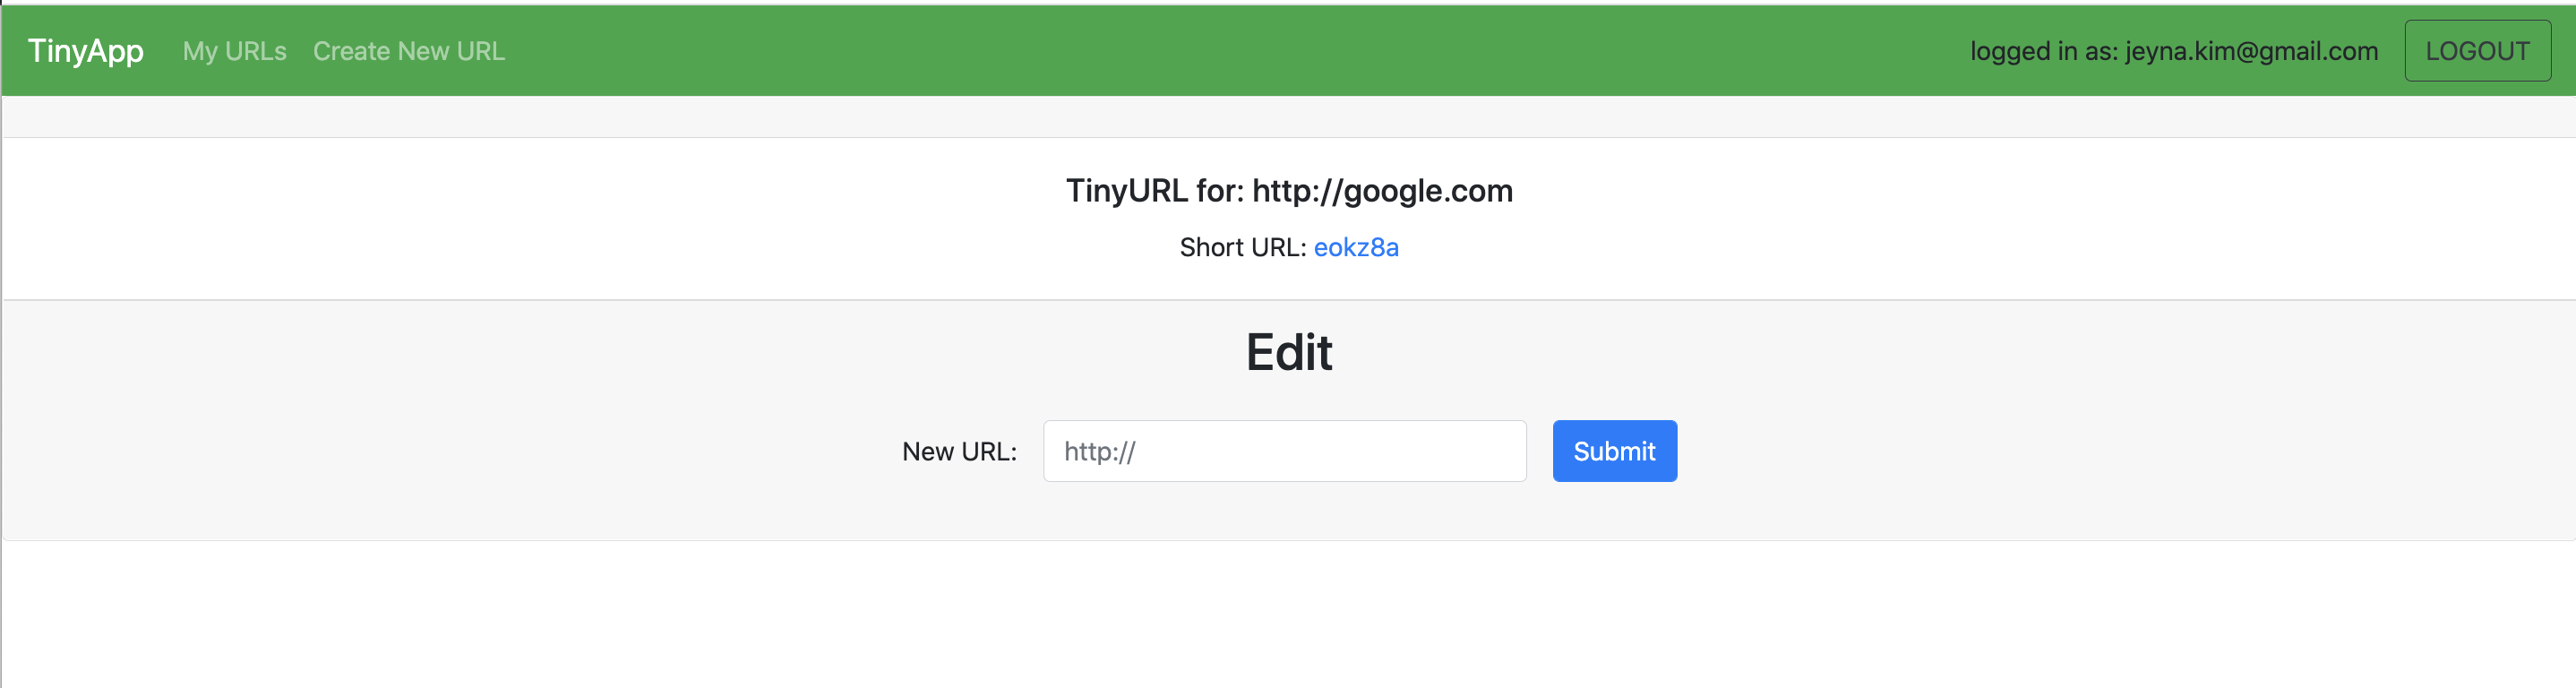 TinyApp My URLs Create New URL logged in as: jeyna.kim@gmail.com LOGOUT
TinyURL for: http://google.com
Short URL: eokz8a
Edit
New URL: http:// Submit